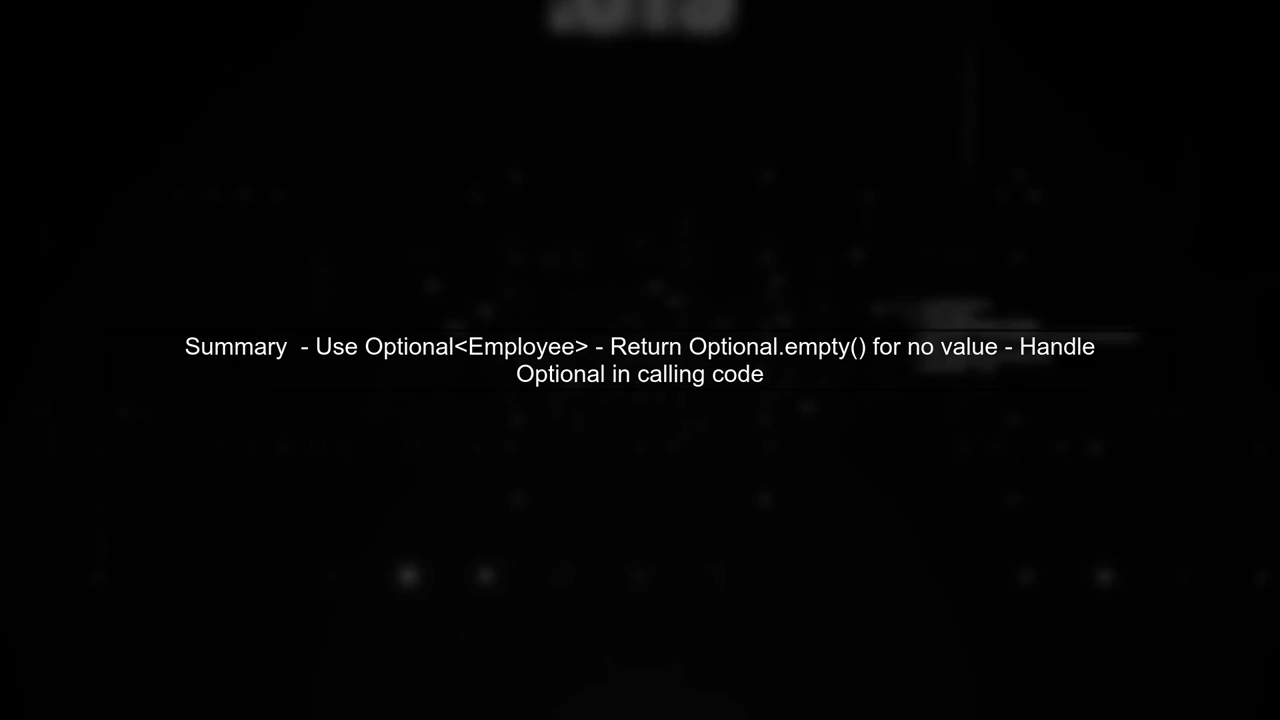 Summary  - Use Optional<Employee> - Return Optional.empty() for no value - Handle
Optional in calling code